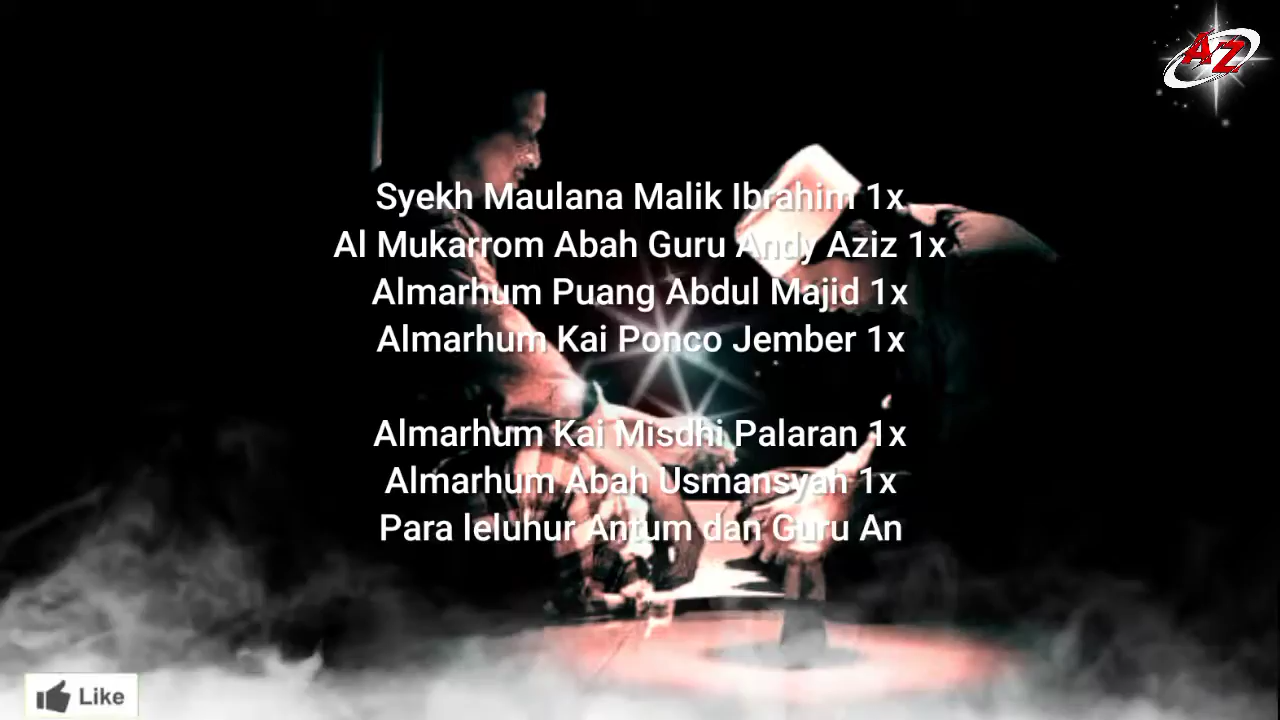 AZ
Syekh Maulana Malik Ibrahim 1x
Al Mukarrom Abah Guru Andy Aziz 1x
Almarhum Puang Abdul Majid 1x
Almarhum Kai Ponco Jember 1x
Almarhum Kai Misdhi Palaran 1x
Almarhum Abah Usmansyah 1x
Para leluhur Antum dan Guru An
Like